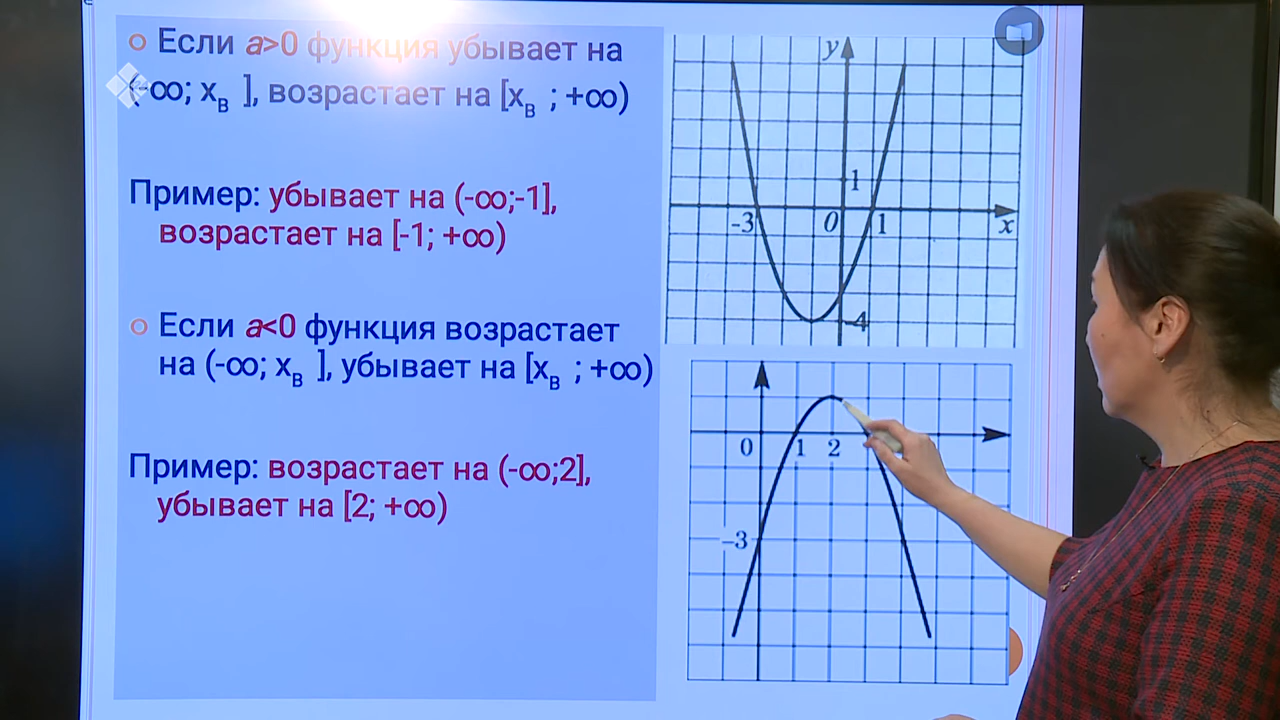 Если a>0 функция убывает на
(-∞; xв ], возрастает на [xв ; +∞)
Пример: убывает на (-∞;-1],
возрастает на [-1; +∞)
Если a<0 функция возрастает
на (-∞; xв ], убывает на [xв ; +∞)
Пример: возрастает на (-∞;2],
убывает на [2; +∞)
y
1
-3 0 1 x
-4
0 1 2
-3